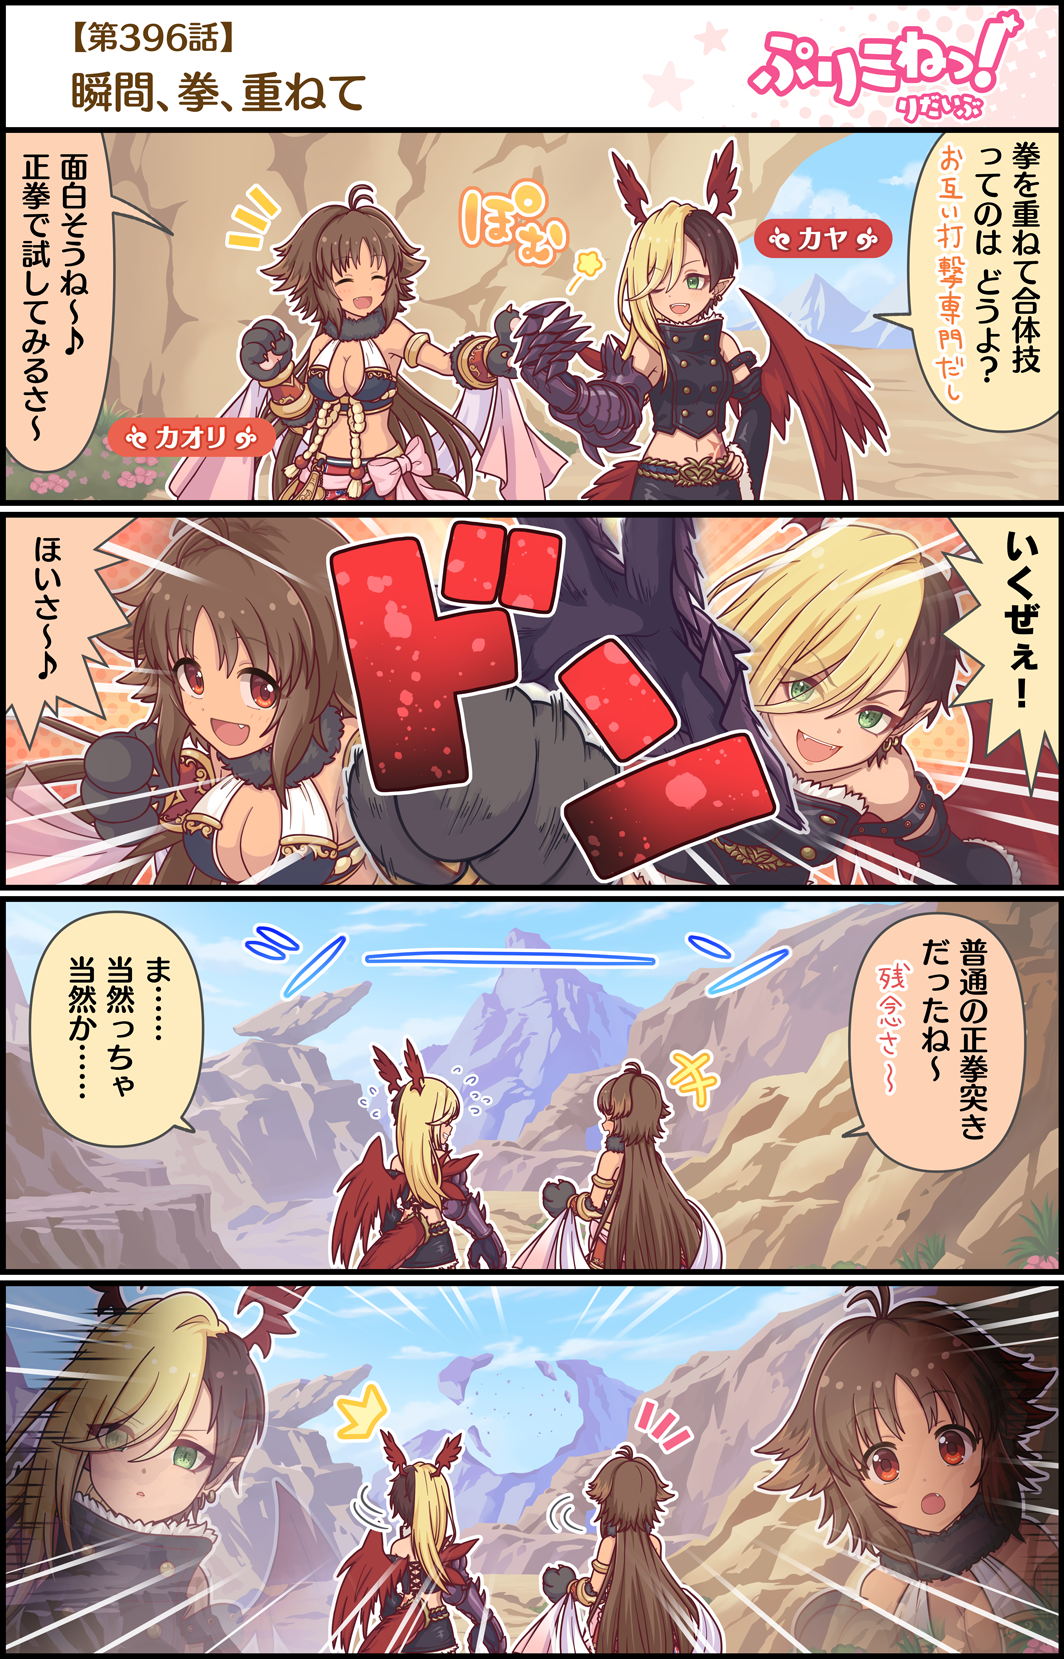 【第396話】
瞬間、拳、重ねて
ぷりこねっ!
りだいぶ
拳を重ねて合体技
ってのは どうよ?
お互い打撃専門だし
カヤ
ぽむ
面白そうね～♪
正拳で試してみるさ～
カオリ
いくぜぇ!
ドン
ほいさ～♪
普通の正拳突き
だったね～
残念さ～
ま……
当然っちゃ
当然か……